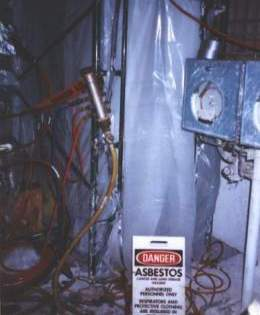 DANGER
ASBESTOS
CANCER AND LUNG DISEASE
HAZARD
AUTHORIZED
PERSONNEL ONLY
RESPIRATORS AND
PROTECTIVE CLOTHING
ARE REQUIRED IN